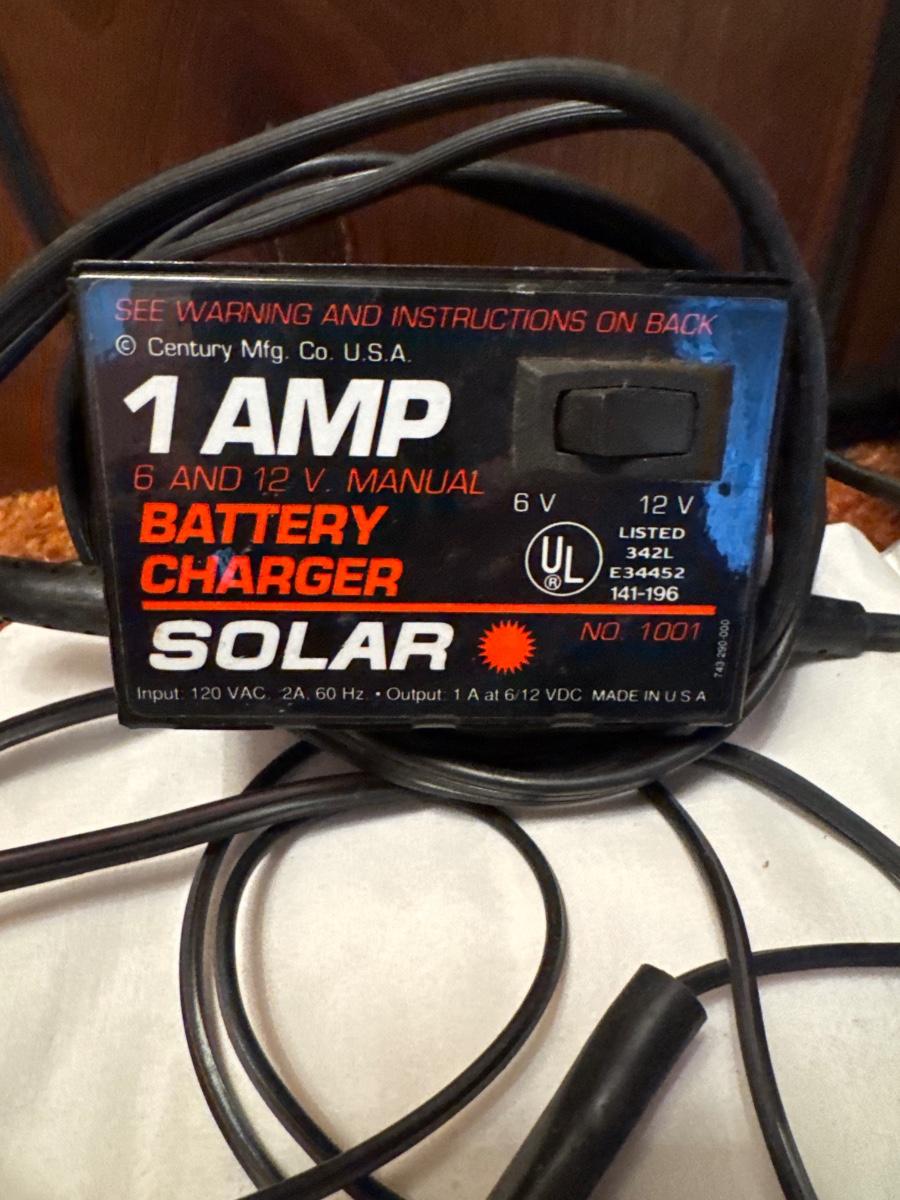 SEE WARNING AND INSTRUCTIONS ON BACK
© Century Mfg. Co. U.S.A.
1 AMP
6 AND 12 V. MANUAL
BATTERY
CHARGER
6 V 12 V
UL
®
LISTED
342L
E34452
141-196
SOLAR
NO. 1001
743-290-000
Input: 120 VAC, .2A, 60 Hz. • Output: 1 A at 6/12 VDC MADE IN U S A